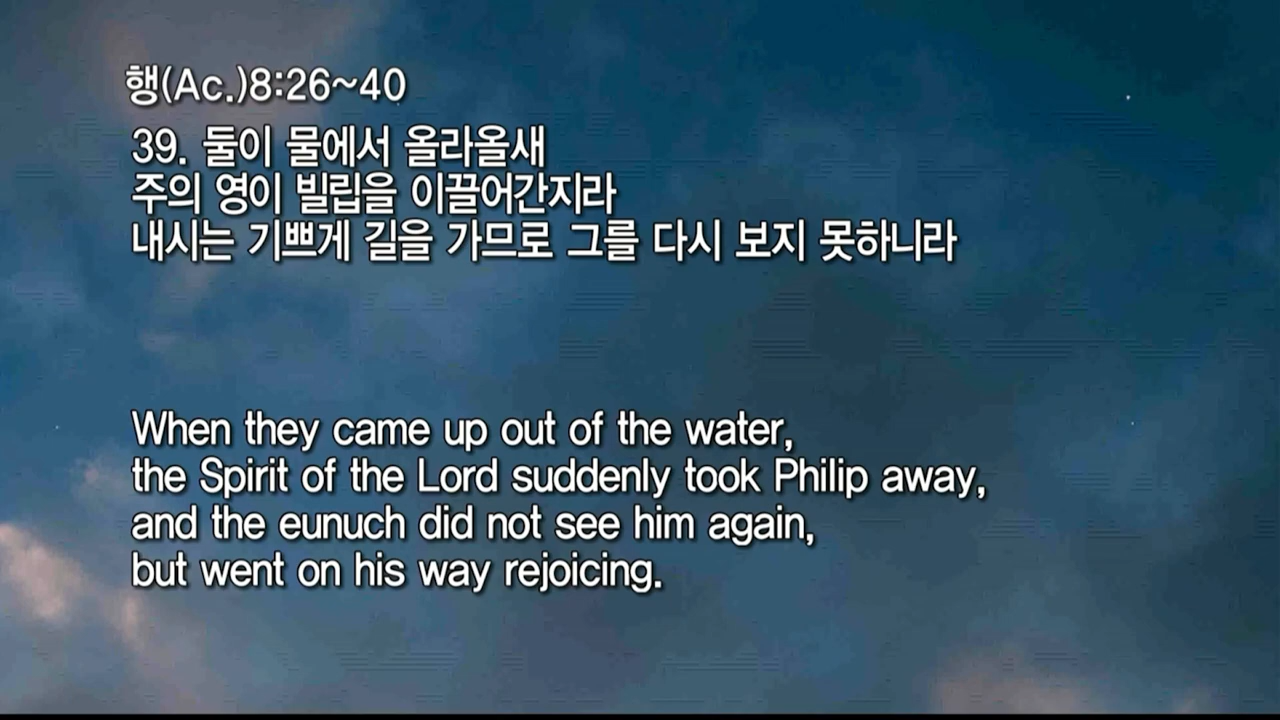 행(Ac.)8:26~40
39. 둘이 물에서 올라올새
주의 영이 빌립을 이끌어간지라
내시는 기쁘게 길을 가므로 그를 다시 보지 못하니라
When they came up out of the water,
the Spirit of the Lord suddenly took Philip away,
and the eunuch did not see him again,
but went on his way rejoicing.